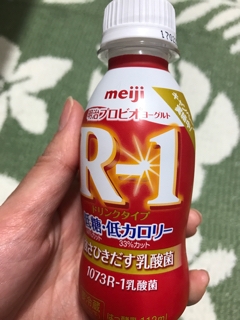 meiji
明治プロビオヨーグルト
R-1
ドリンクタイプ
低糖・低カロリー
33%カット
ひきだす乳酸菌
1073R-1乳酸菌
112ml